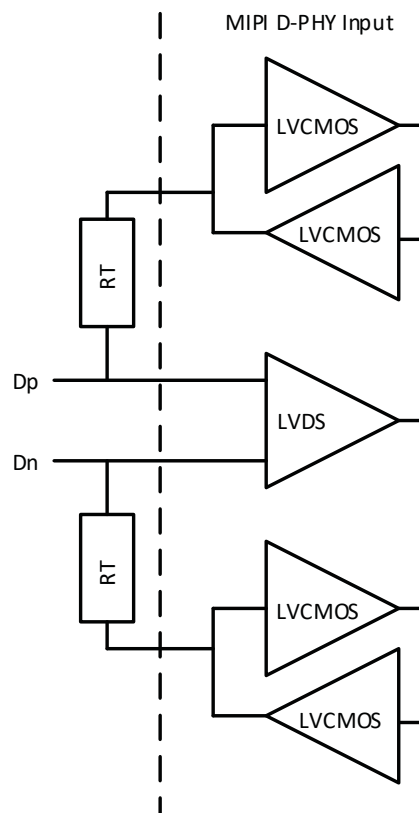 MIPI D-PHY Input
LVCMOS
LVCMOS
RT
Dp
LVDS
Dn
RT
LVCMOS
LVCMOS